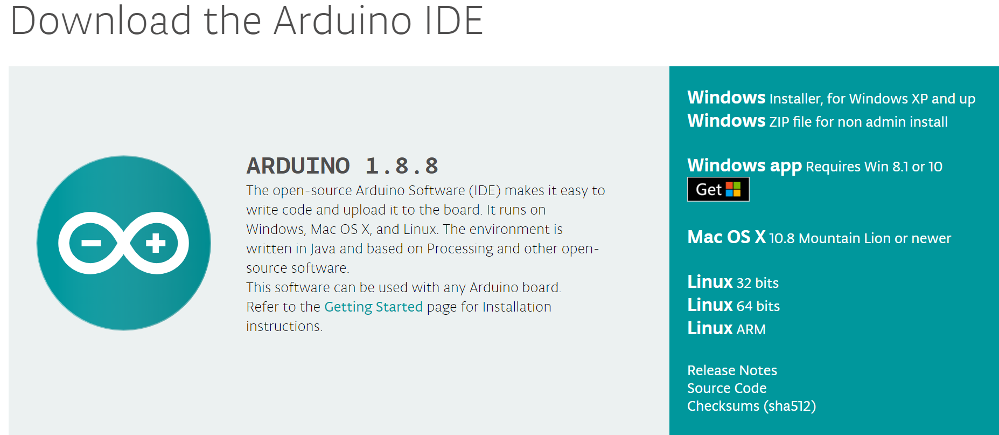 Download the Arduino IDE
ARDUINO 1.8.8
The open-source Arduino Software (IDE) makes it easy to
write code and upload it to the board. It runs on
Windows, Mac OS X, and Linux. The environment is
written in Java and based on Processing and other open-
source software.
This software can be used with any Arduino board.
Refer to the Getting Started page for Installation
instructions.
Windows Installer, for Windows XP and up
Windows ZIP file for non admin install
Windows app Requires Win 8.1 or 10
Get
Mac OS X 10.8 Mountain Lion or newer
Linux 32 bits
Linux 64 bits
Linux ARM
Release Notes
Source Code
Checksums (sha512)